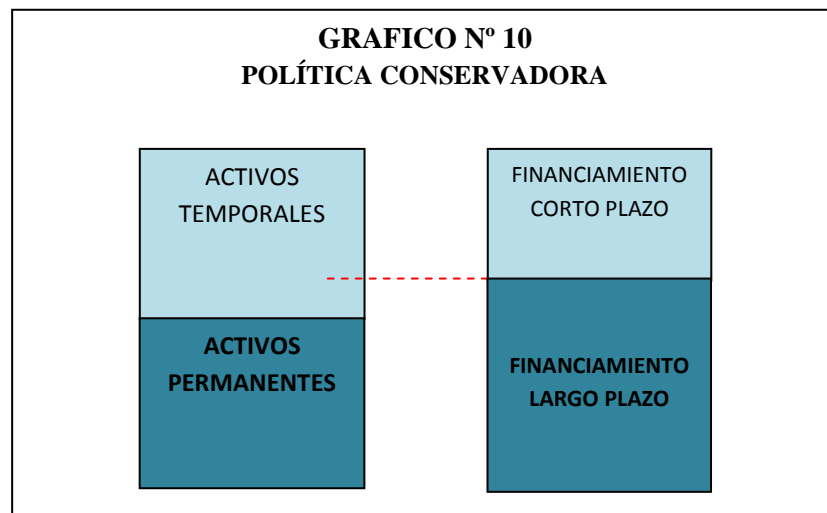 GRAFICO Nº 10
POLÍTICA CONSERVADORA
ACTIVOS
TEMPORALES
ACTIVOS
PERMANENTES
FINANCIAMIENTO
CORTO PLAZO
FINANCIAMIENTO
LARGO PLAZO